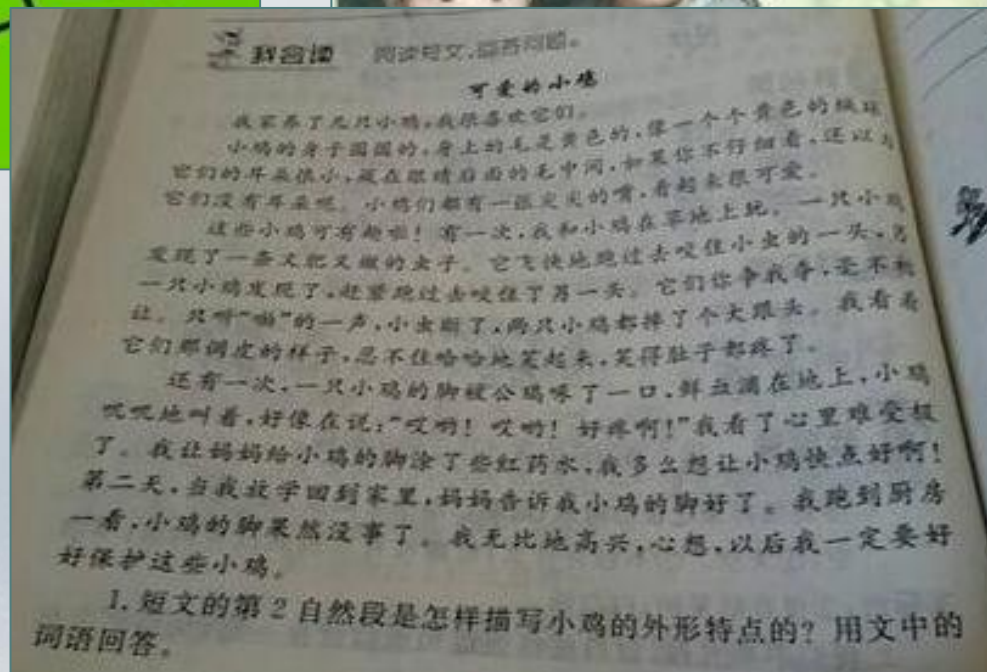 我会读 阅读短文,回答问题。
可爱的小鸡
我家养了几只小鸡,我很喜欢它们。
小鸡的身子圆圆的,身上的毛是黄色的,像一个个黄色的绒球
它们的耳朵很小,藏在眼睛后面的毛中间,如果你不仔细看,还以为
它们没有耳朵呢。小鸡们都有一张尖尖的嘴,看起来很可爱。
这些小鸡可有趣啦!有一次,我和小鸡在草地上玩。一只小鸡
发现了一条又肥又嫩的虫子。它飞快地跑过去咬住小虫的一头,另
一只小鸡发现了,赶紧跑过去咬住了另一头。它们你争我夺,毫不相
让。只听“啪”的一声,小虫断了,两只小鸡都摔了个大跟头。我看着
它们那调皮的样子,忍不住哈哈地笑起来,笑得肚子都疼了。
还有一次,一只小鸡的脚被公鸡啄了一口,鲜血滴在地上,小鸡
叽叽地叫着,好像在说:“哎哟!哎哟!好疼啊!”我看了心里难受极
了。我让妈妈给小鸡的脚涂了些红药水,我多么想让小鸡快点好啊!
第二天,当我放学回到家里,妈妈告诉我小鸡的脚好了。我跑到厨房
一看,小鸡的脚果然没事了。我无比地高兴,心想,以后我一定要好
好保护这些小鸡。
1.短文的第2自然段是怎样描写小鸡的外形特点的?用文中的
词语回答。